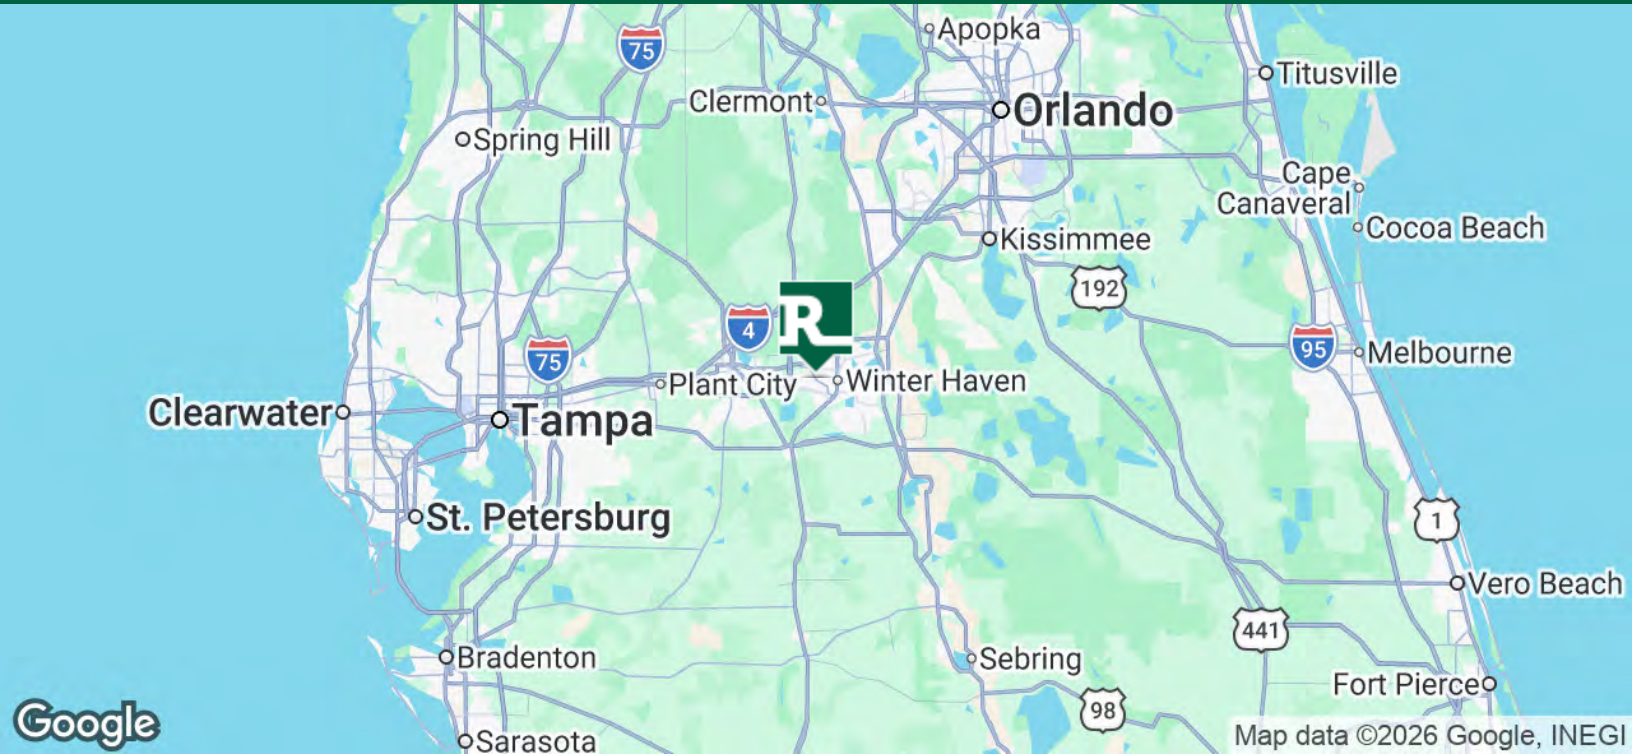 Apopka
75
Titusville
Clermont
Orlando
Spring Hill
Cape
Canaveral
Cocoa Beach
Kissimmee
192
R
4
75
95
Melbourne
Plant City
Winter Haven
Clearwater
Tampa
St. Petersburg
1
Vero Beach
441
Bradenton
Sebring
Fort Pierce
98
Google
Sarasota
Map data ©2026 Google, INEGI